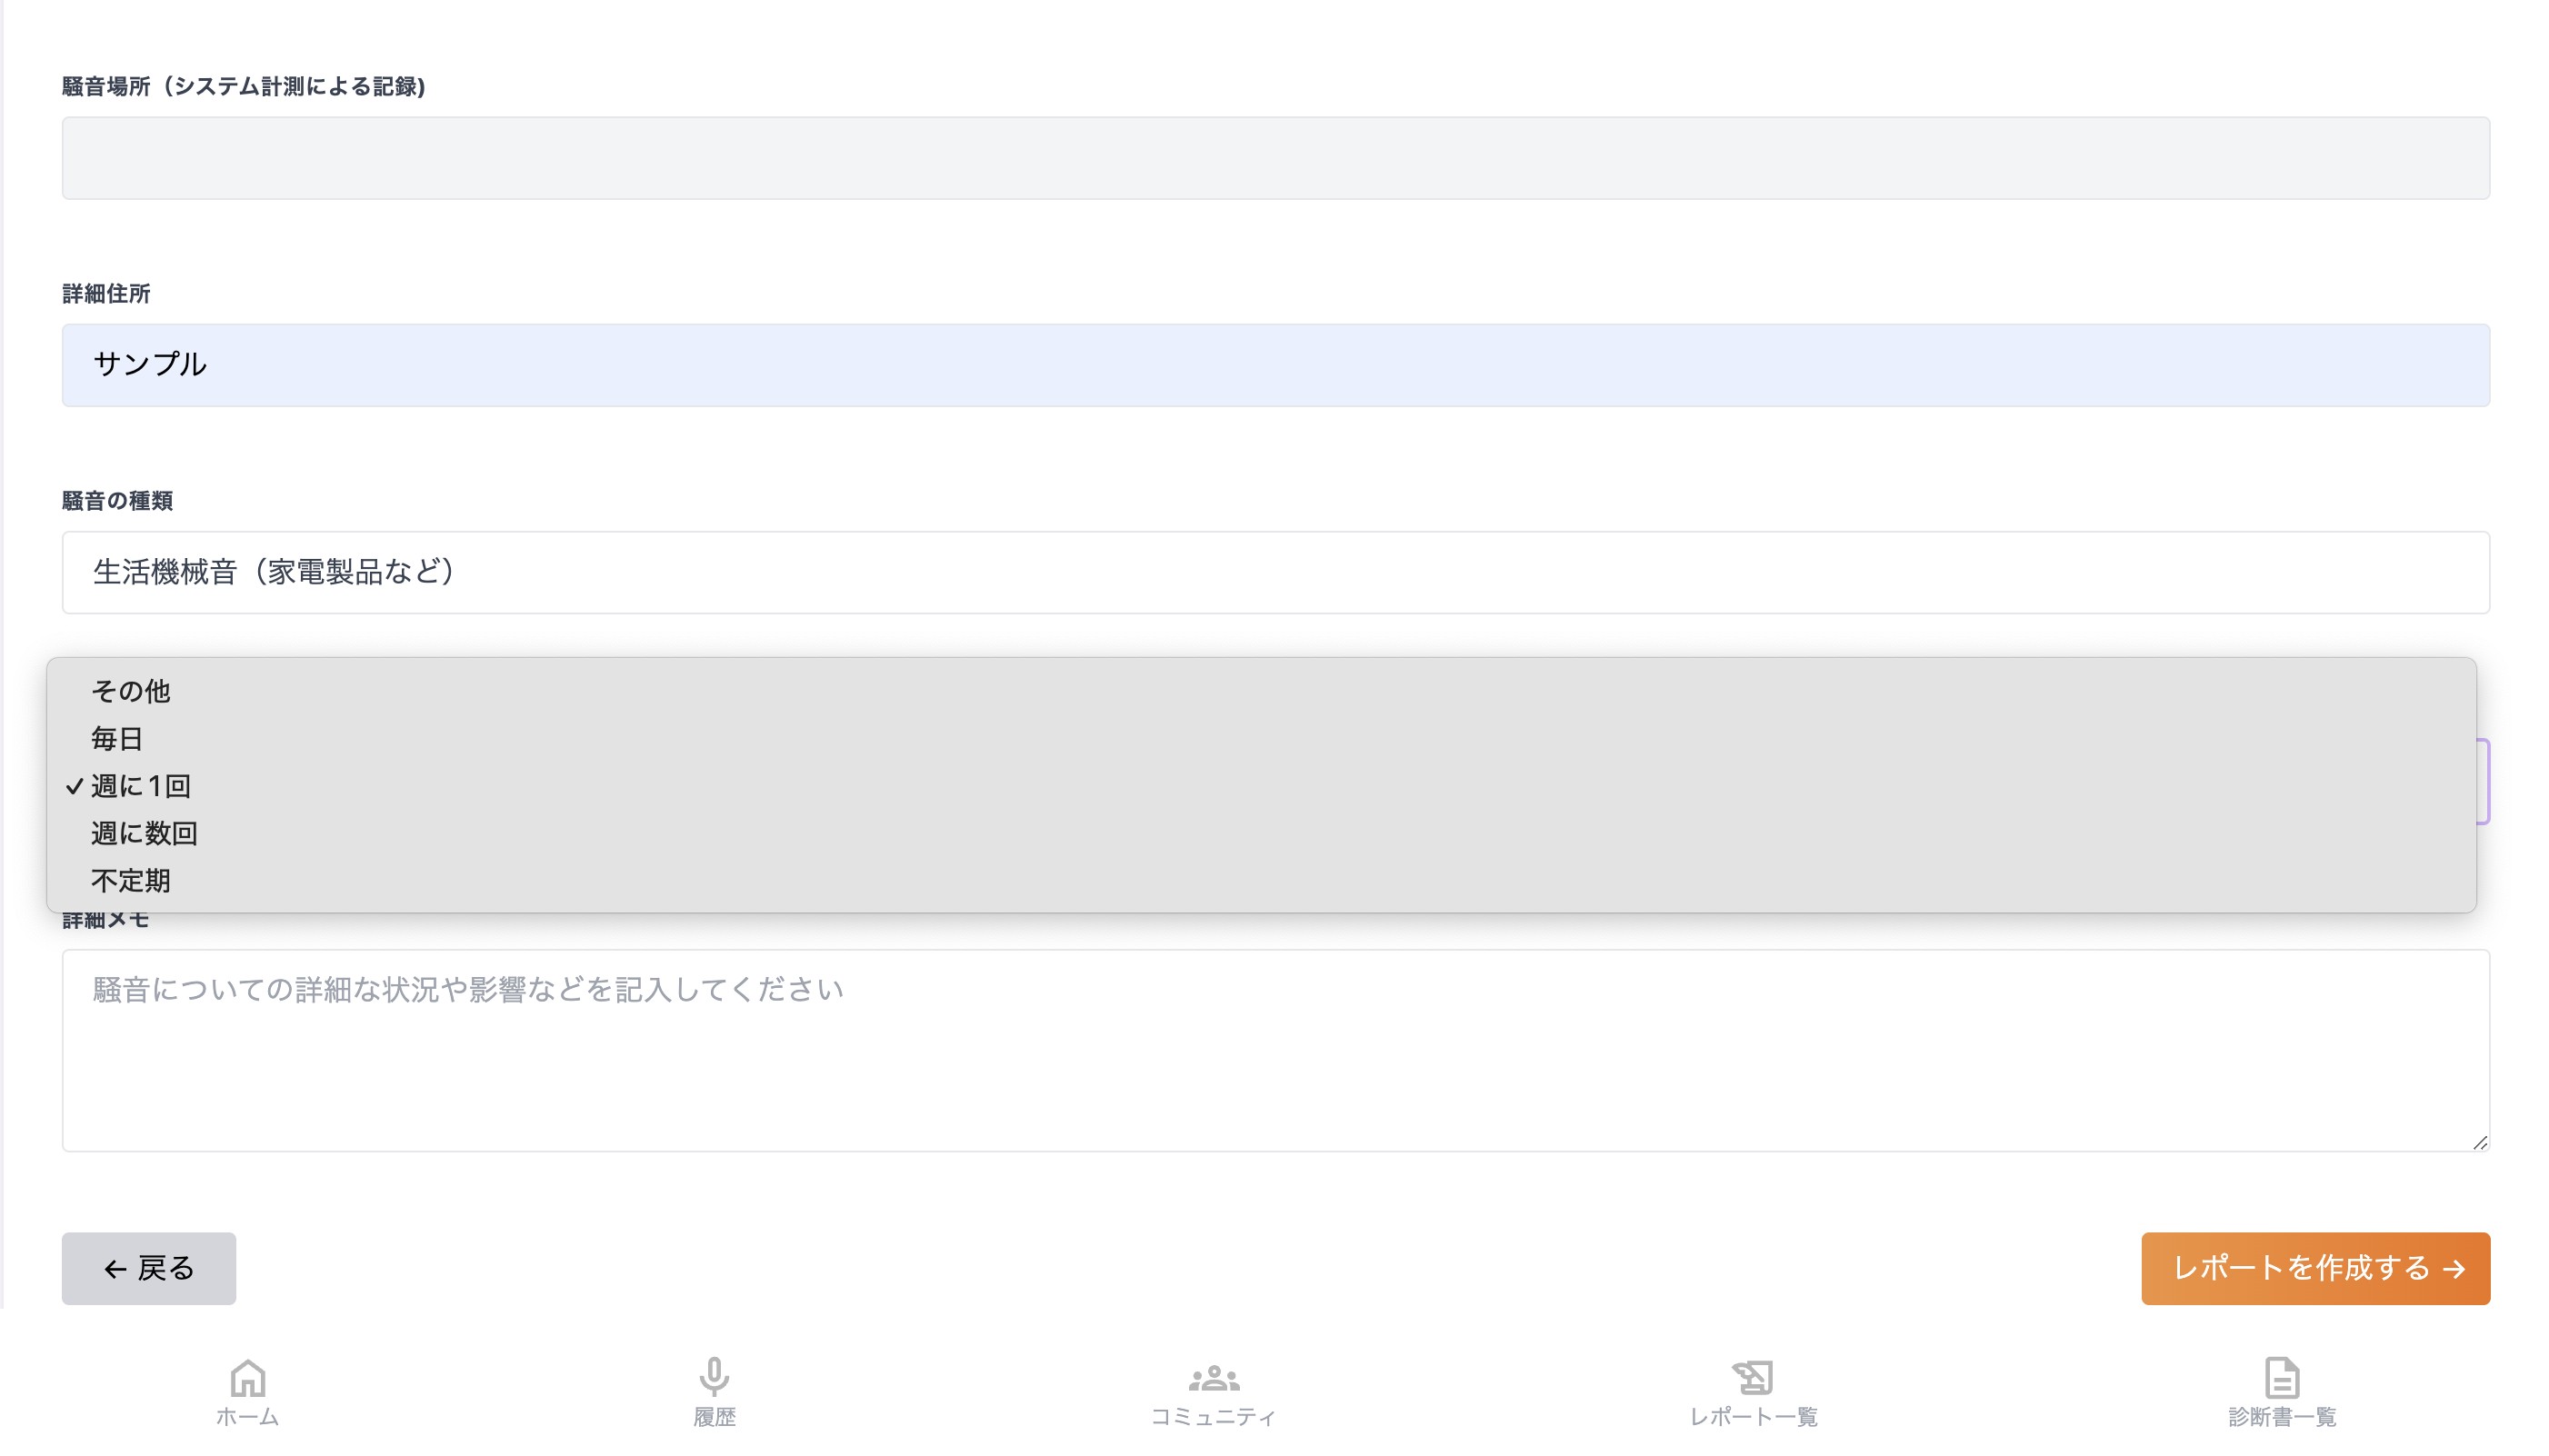 騒音場所（システム計測による記録)
詳細住所
サンプル
騒音の種類
生活機械音（家電製品など）
その他
毎日
✓ 週に1回
週に数回
不定期
詳細メモ
騒音についての詳細な状況や影響などを記入してください
← 戻る
レポートを作成する →
ホーム
履歴
コミュニティ
レポート一覧
診断書一覧